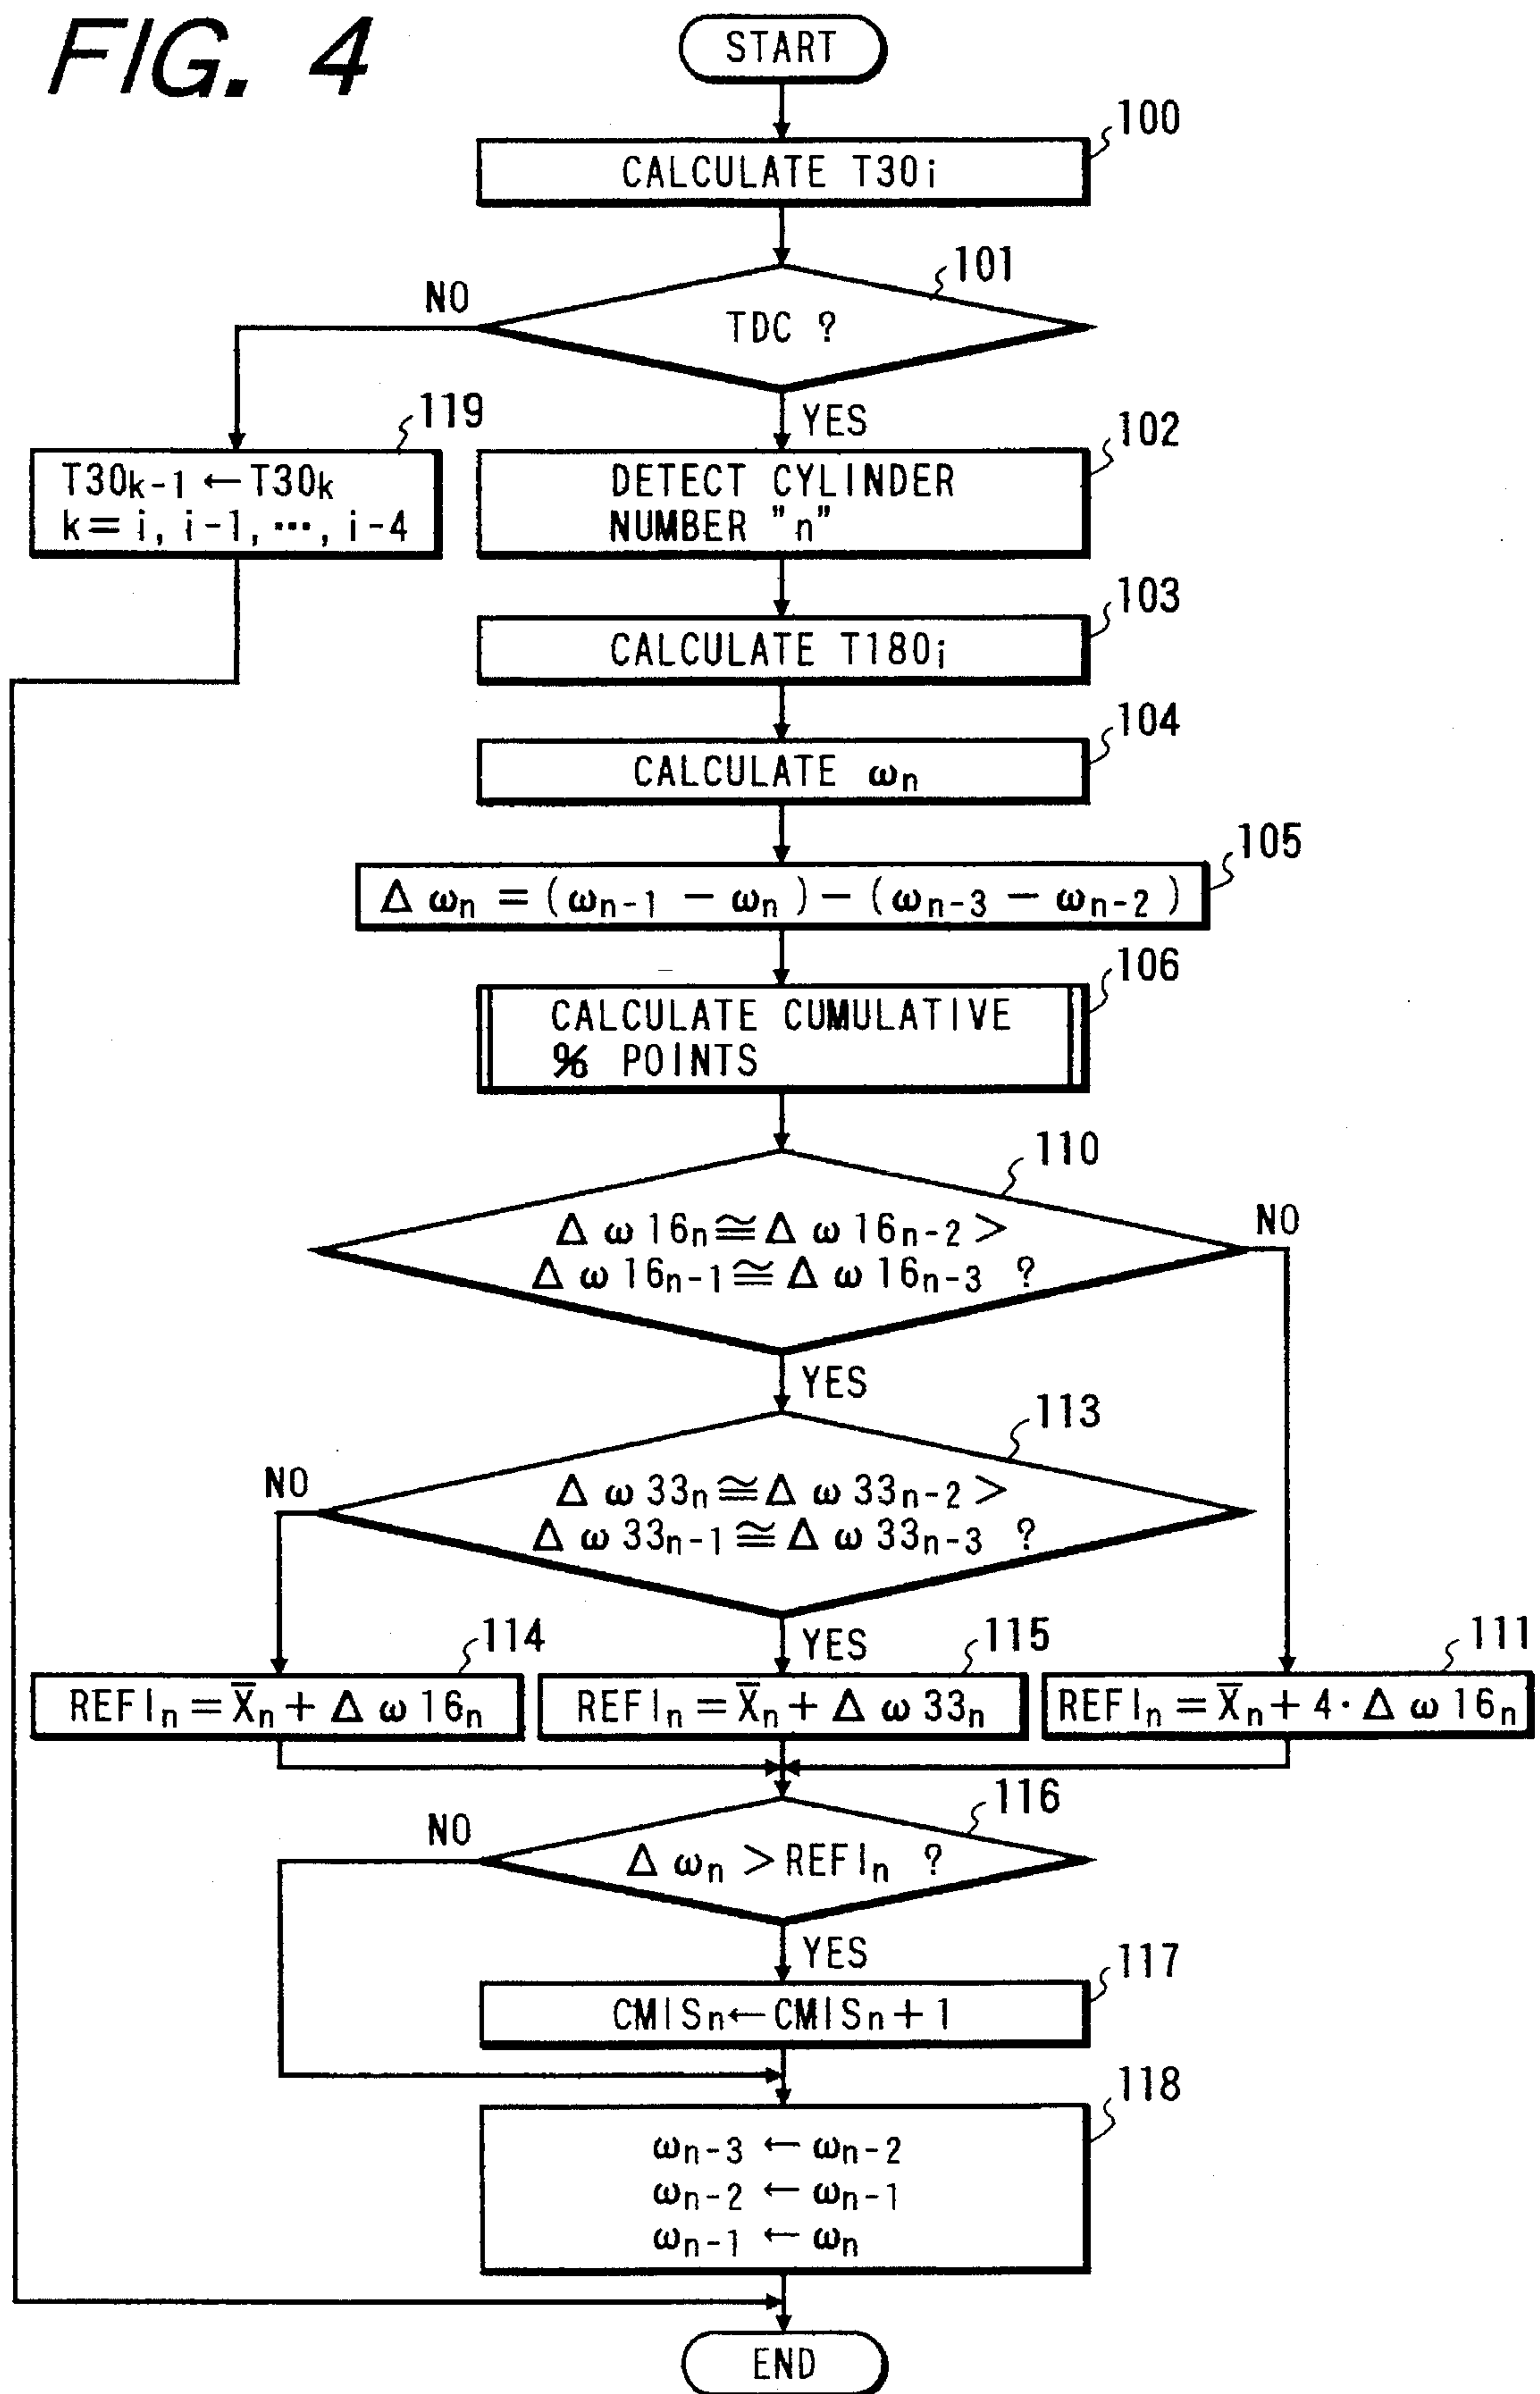 FIG. 4
START
100
CALCULATE T30i
101
TDC ?
NO
YES
119
T30k-1 ← T30k
k = i, i-1, ···, i-4
102
DETECT CYLINDER
NUMBER "n"
103
CALCULATE T180i
104
CALCULATE ωn
105
Δ ωn = (ωn-1 − ωn) − (ωn-3 − ωn-2)
106
CALCULATE CUMULATIVE
% POINTS
110
Δ ω 16n ≅ Δ ω 16n-2 >
Δ ω 16n-1 ≅ Δ ω 16n-3 ?
NO
YES
113
Δ ω 33n ≅ Δ ω 33n-2 >
Δ ω 33n-1 ≅ Δ ω 33n-3 ?
NO
YES
114
REFIn = X̄n + Δ ω 16n
115
REFIn = X̄n + Δ ω 33n
111
REFIn = X̄n + 4 · Δ ω 16n
116
Δ ωn > REFIn ?
NO
YES
117
CMISn ← CMISn + 1
118
ωn-3 ← ωn-2
ωn-2 ← ωn-1
ωn-1 ← ωn
END